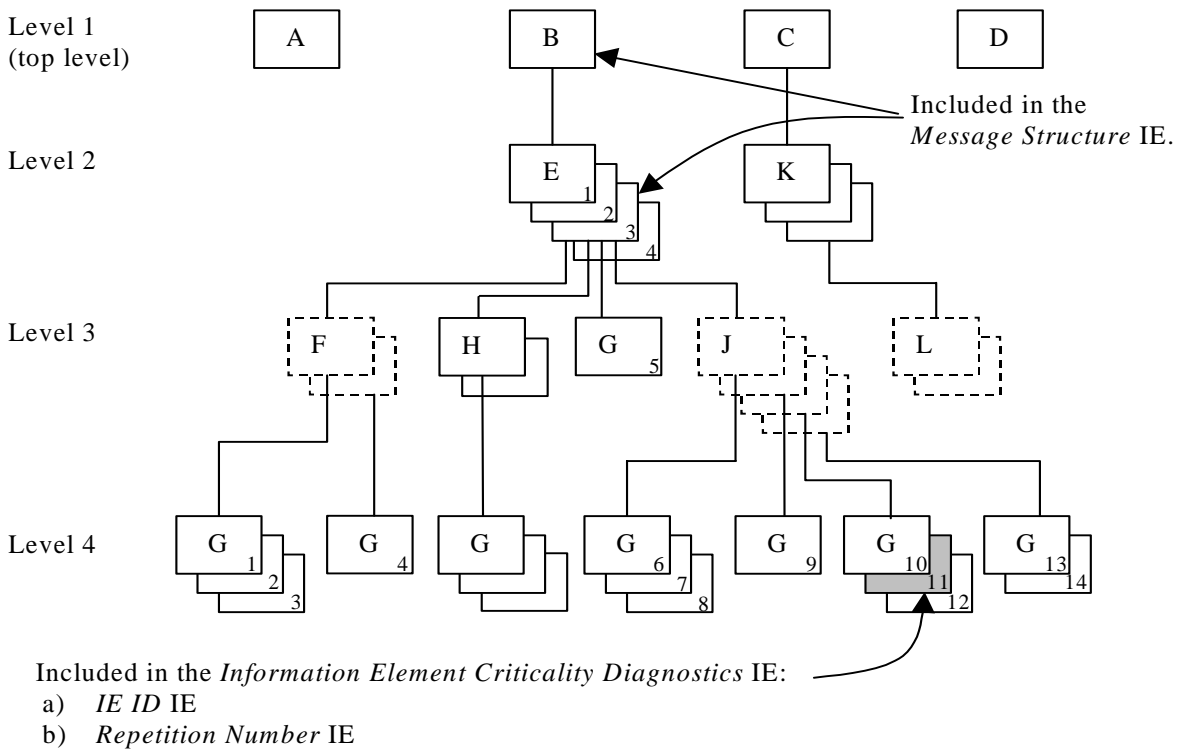 Level 1
(top level)
A
B
C
D
Included in the
Message Structure IE.
Level 2
E
1
2
3
4
K
Level 3
F
H
G
5
J
L
Level 4
G
1
2
3
G
4
G
G
6
7
8
G
9
G
10
11
12
G
13
14
Included in the Information Element Criticality Diagnostics IE:
a) IE ID IE
b) Repetition Number IE